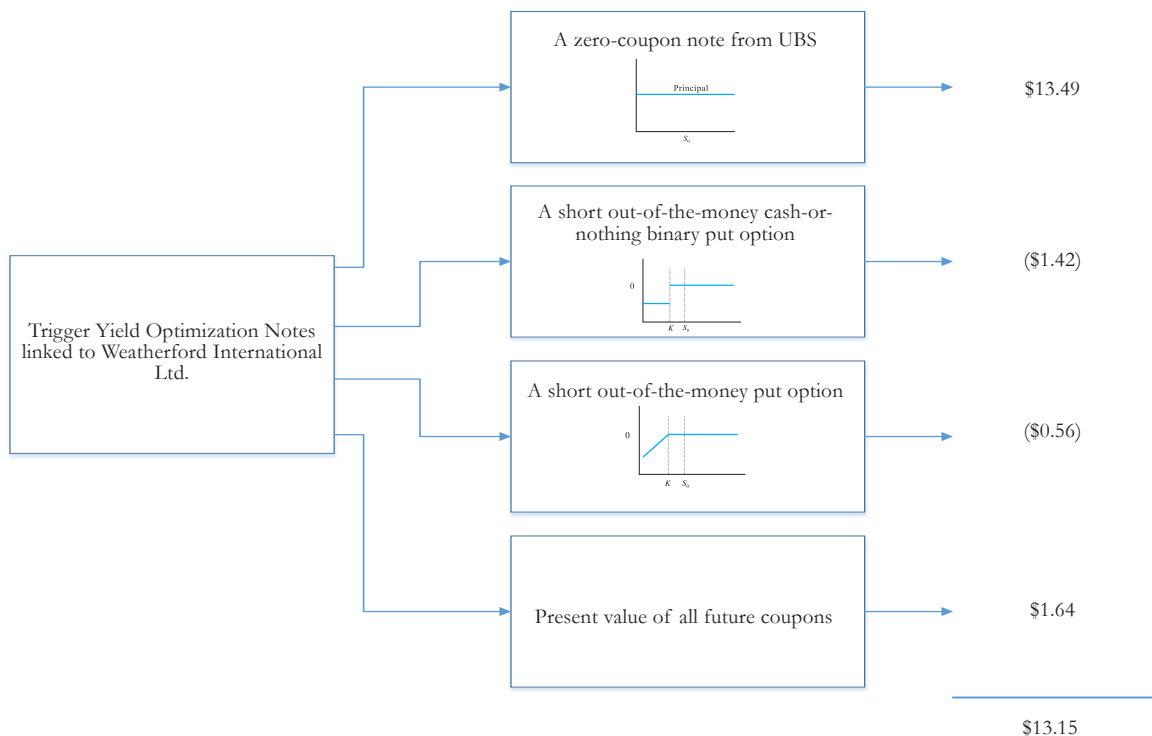 A zero-coupon note from UBS
Principal
S0
$13.49
A short out-of-the-money cash-or-
nothing binary put option
0
K
S0
($1.42)
Trigger Yield Optimization Notes
linked to Weatherford International
Ltd.
A short out-of-the-money put option
0
K
S0
($0.56)
Present value of all future coupons
$1.64
$13.15